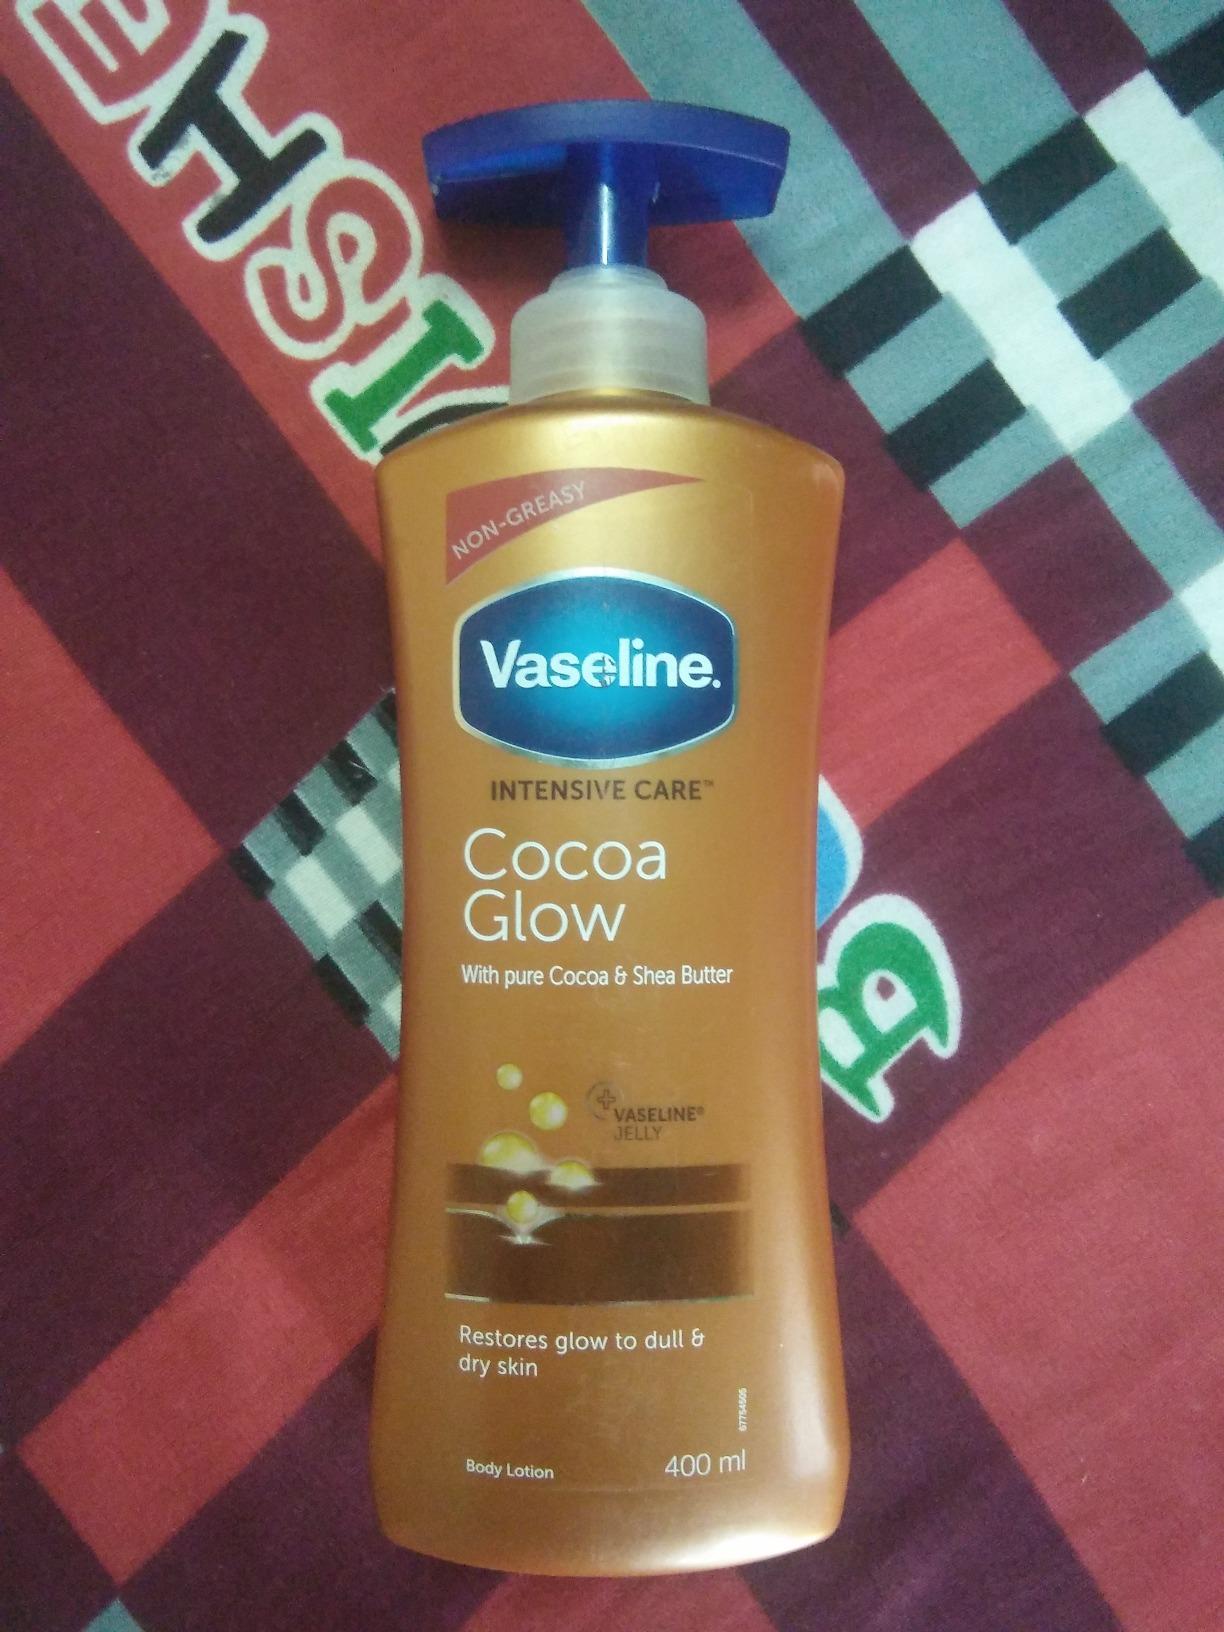 NON-GREASY
Vaseline.
INTENSIVE CARE™
Cocoa
Glow
With pure Cocoa & Shea Butter
VASELINE®
JELLY
Restores glow to dull &
dry skin
67754505
Body Lotion
400 ml